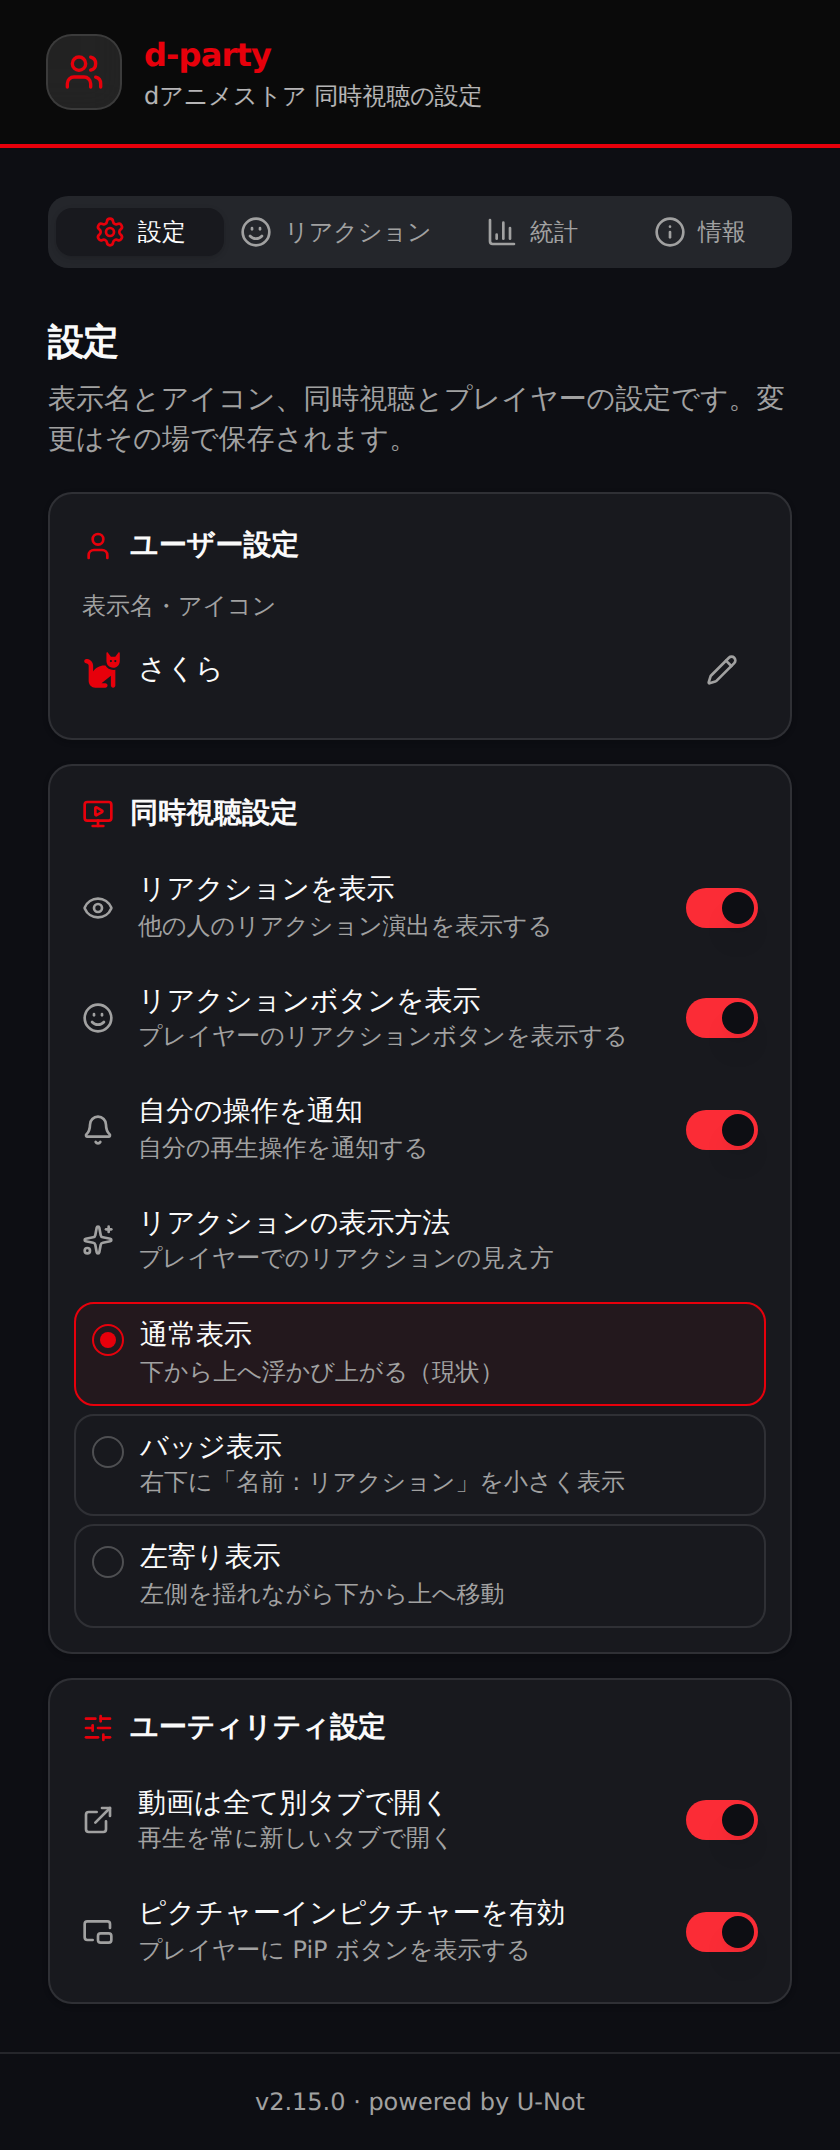 d-party
dアニメストア 同時視聴の設定
設定
リアクション
統計
情報
設定
表示名とアイコン、同時視聴とプレイヤーの設定です。変
更はその場で保存されます。
ユーザー設定
表示名・アイコン
さくら
同時視聴設定
リアクションを表示
他の人のリアクション演出を表示する
リアクションボタンを表示
プレイヤーのリアクションボタンを表示する
自分の操作を通知
自分の再生操作を通知する
リアクションの表示方法
プレイヤーでのリアクションの見え方
通常表示
下から上へ浮かび上がる（現状）
バッジ表示
右下に「名前：リアクション」を小さく表示
左寄り表示
左側を揺れながら下から上へ移動
ユーティリティ設定
動画は全て別タブで開く
再生を常に新しいタブで開く
ピクチャーインピクチャーを有効
プレイヤーに PiP ボタンを表示する
v2.15.0 · powered by U-Not